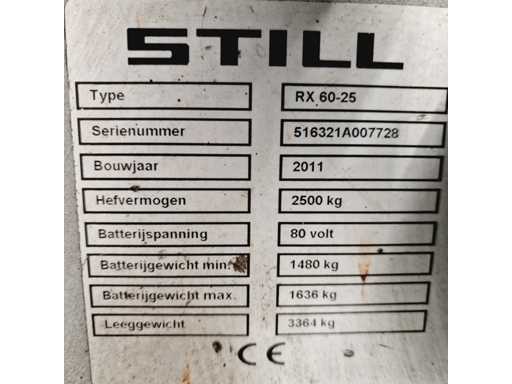 STILL
Type RX 60-25
Serienummer 516321A007728
Bouwjaar 2011
Hefvermogen 2500 kg
Batterijspanning 80 volt
Batterijgewicht min. 1480 kg
Batterijgewicht max. 1636 kg
Leeggewicht 3364 kg
CE